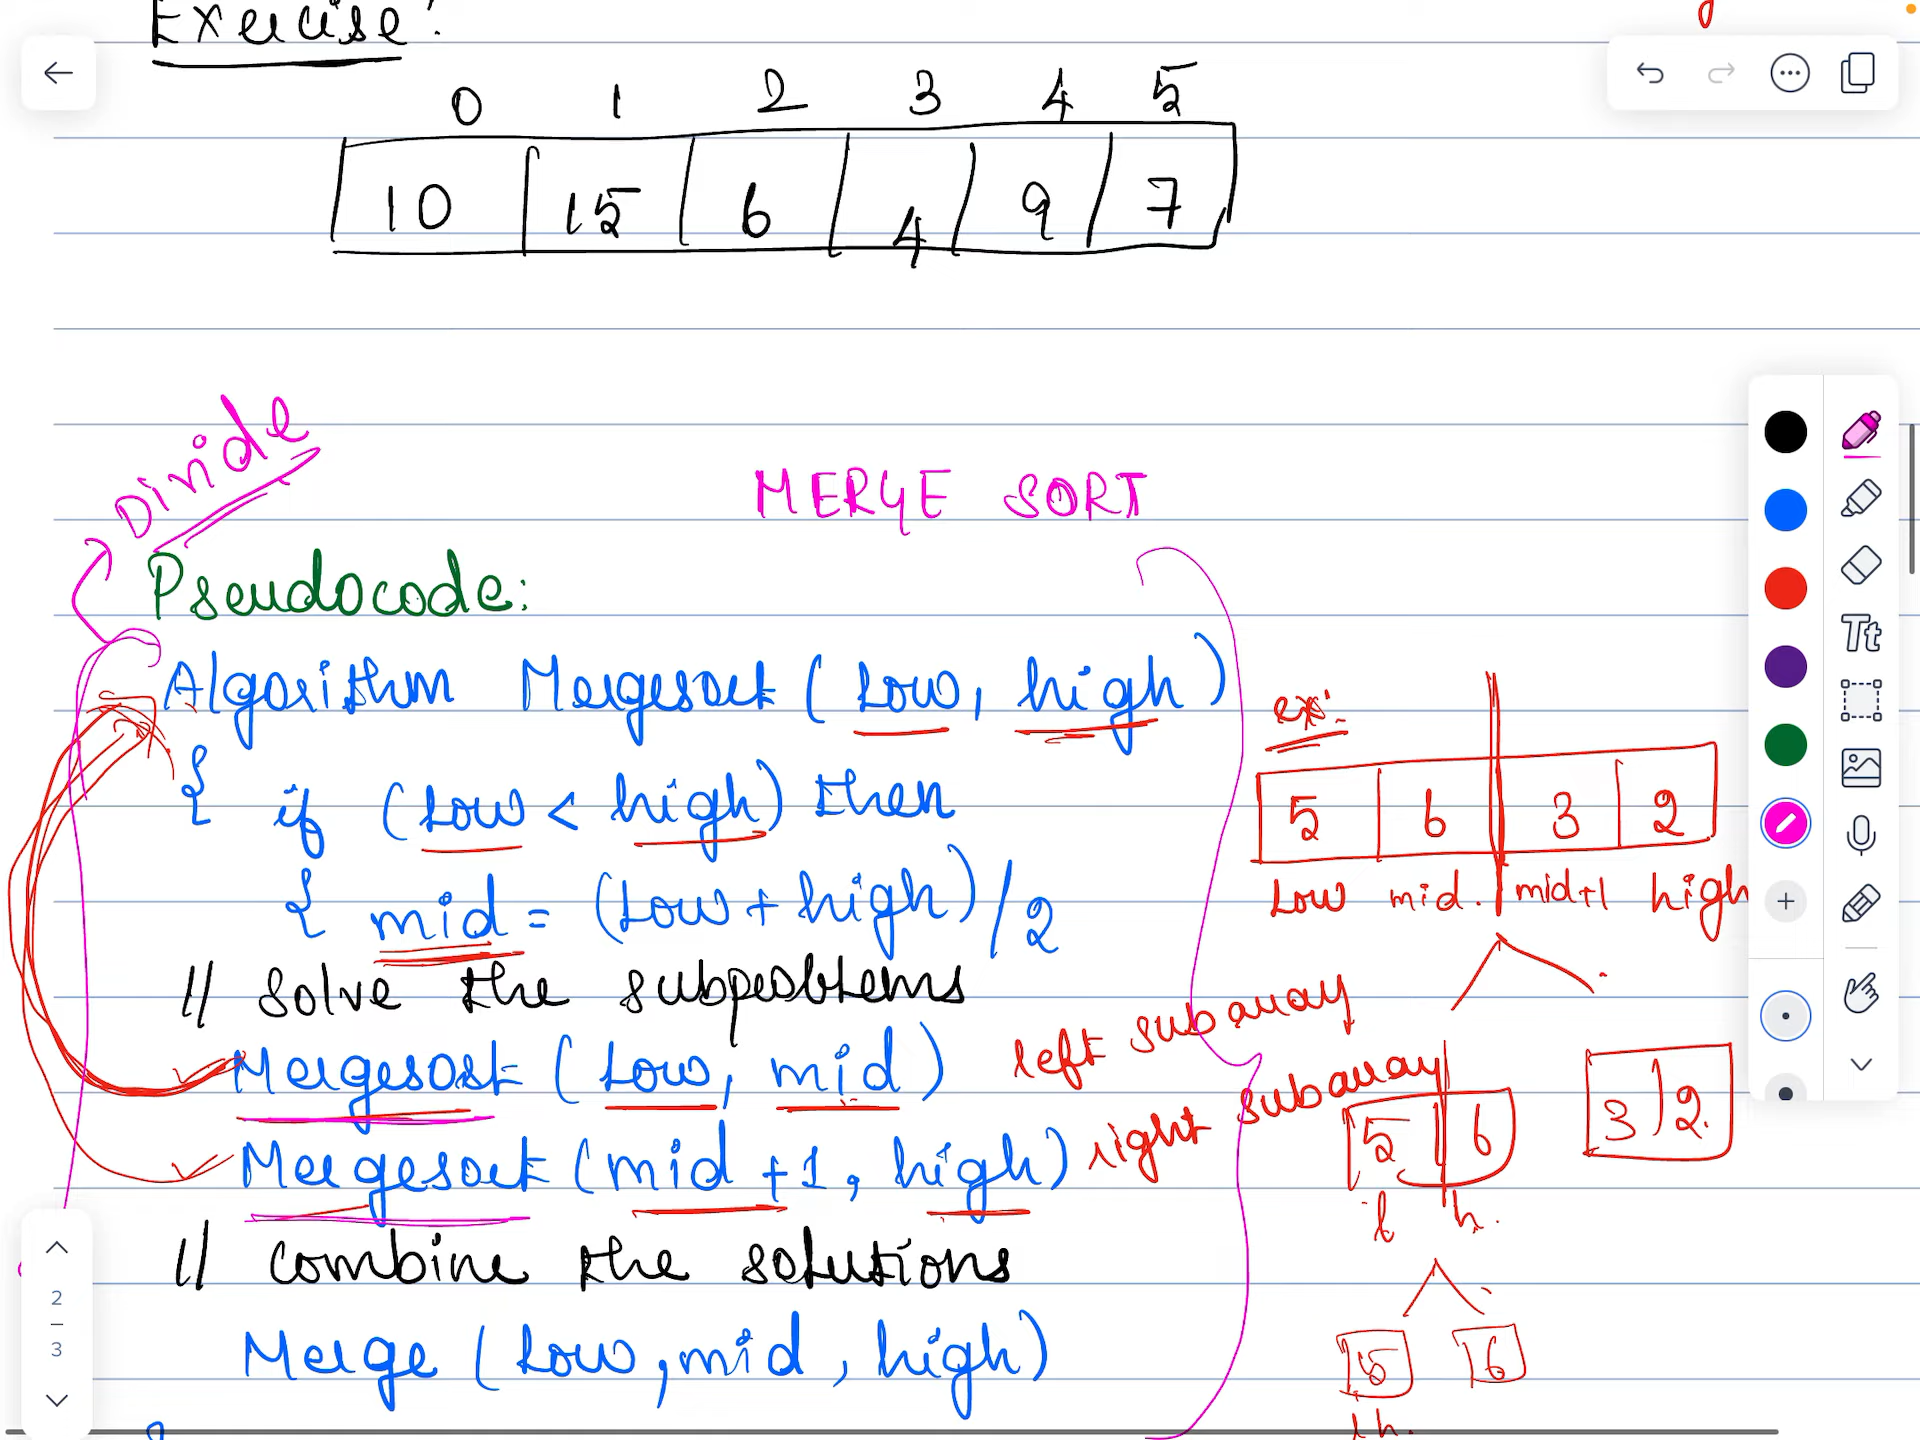 Exercise:
0 1 2 3 4 5
10 15 6 4 9 7
Divide
MERGE SORT
Pseudocode:
Algorithm Mergesort (Low, high)
{ if (Low < high) then
{ mid = (Low + high)/2
// solve the subproblems
Mergesort (Low, mid) left subarray
Mergesort (mid +1, high) right subarray
// combine the solutions
Merge (Low, mid, high)
ex:
5 6 3 2
Low mid. mid+1 high
5 6 3 2
l h.
5 6
l h.
Tt
2
3